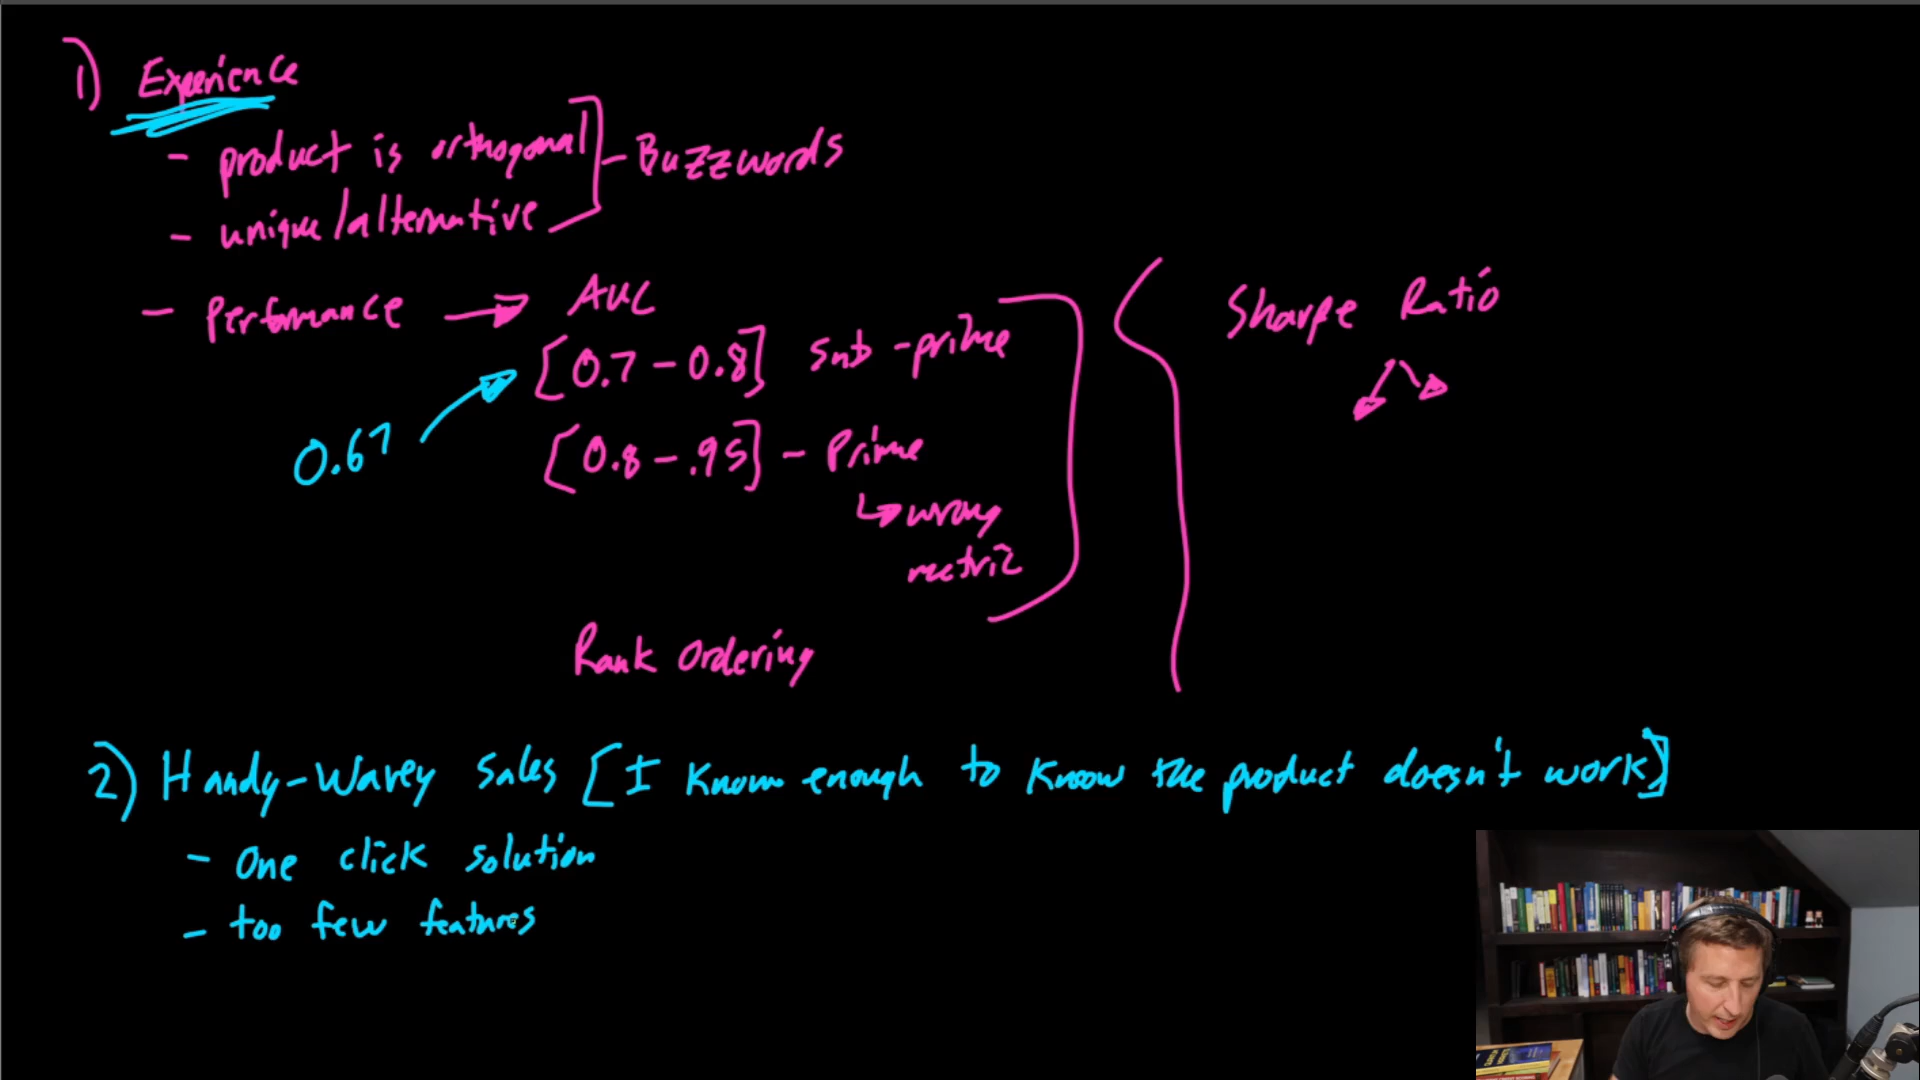 1) Experience
- product is orthogonal
- unique/alternative
- Buzzwords
- Performance → AUC
[0.7 - 0.8] sub-prime
0.67
[0.8 - .95] - Prime
↳ wrong
metric
Rank Ordering
Sharpe Ratio
2) Handy-Wavey Sales [I know enough to know the product doesn't work]
- One click solution
- too few features